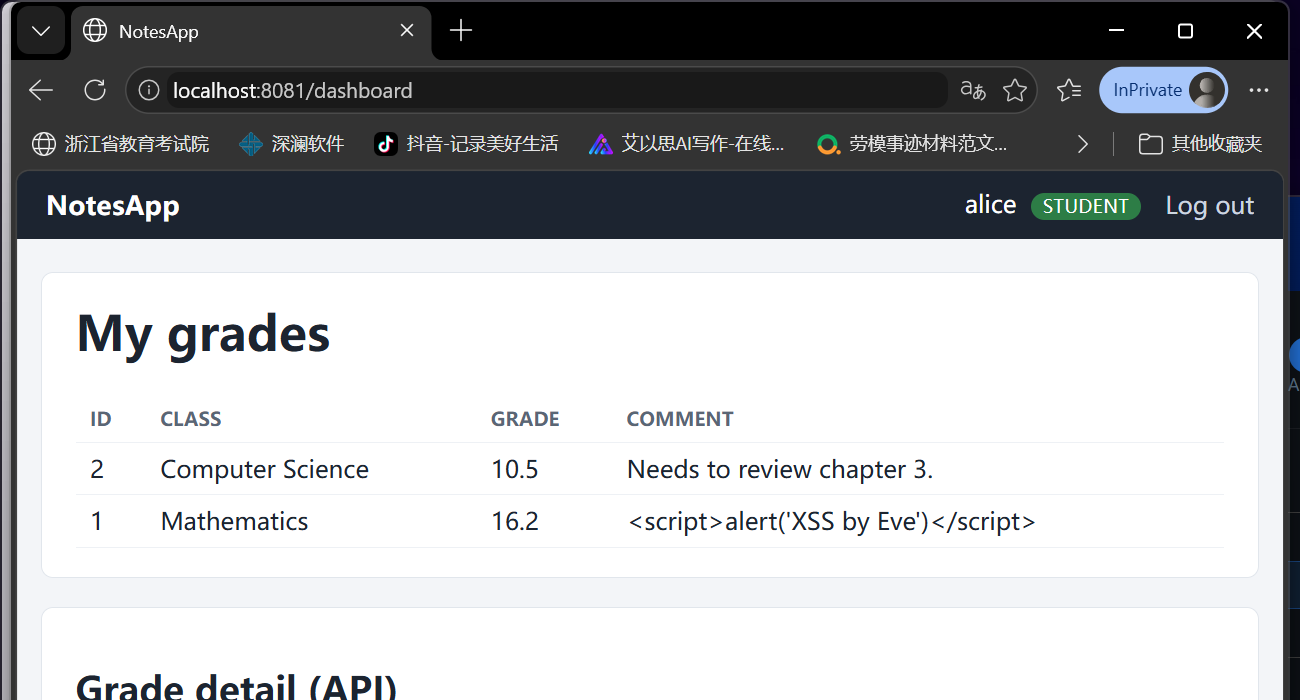 NotesApp
localhost:8081/dashboard
InPrivate
浙江省教育考试院 深澜软件 抖音-记录美好生活 艾以思AI写作-在线... 劳模事迹材料范文... 其他收藏夹
NotesApp alice STUDENT Log out
My grades
ID CLASS GRADE COMMENT
2 Computer Science 10.5 Needs to review chapter 3.
1 Mathematics 16.2 <script>alert('XSS by Eve')</script>
Grade detail (API)